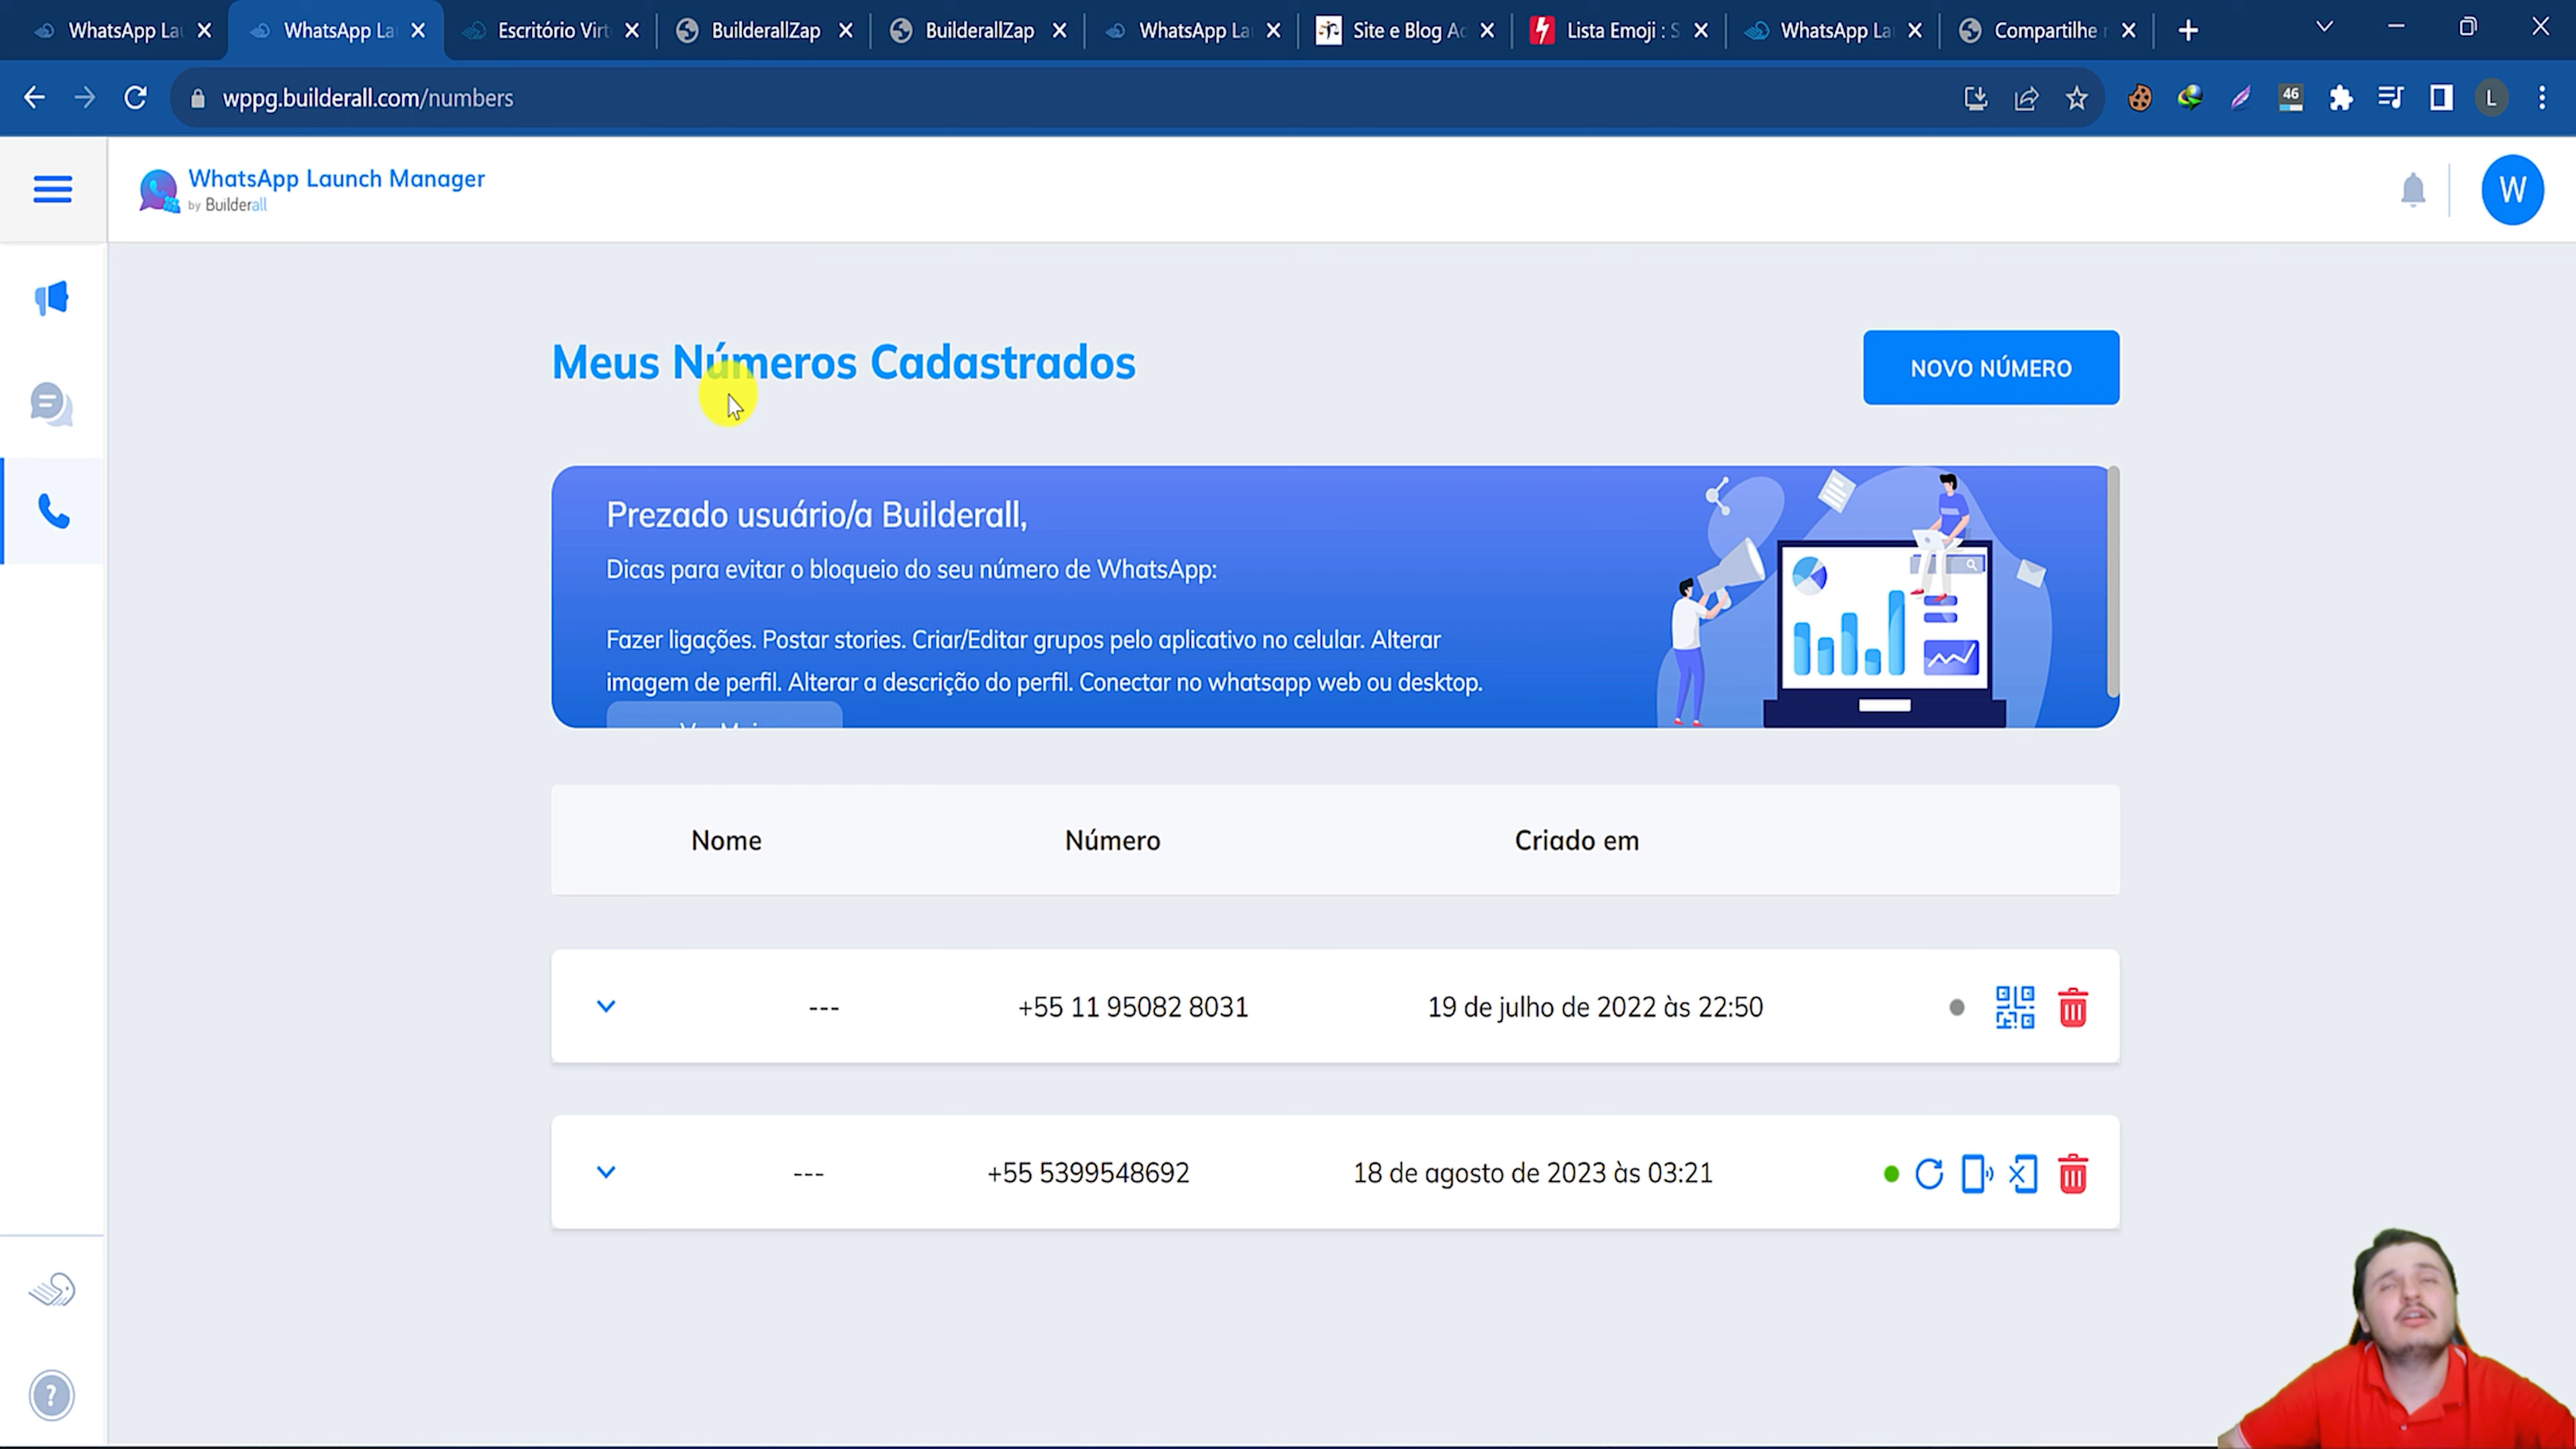 WhatsApp La
WhatsApp La
Escritório Virt
BuilderallZap
BuilderallZap
WhatsApp La
Site e Blog Ac
Lista Emoji : S
WhatsApp La
Compartilhe
wppg.builderall.com/numbers
46
L
WhatsApp Launch Manager
by Builderall
W
Meus Números Cadastrados
NOVO NÚMERO
Prezado usuário/a Builderall,
Dicas para evitar o bloqueio do seu número de WhatsApp:
Fazer ligações. Postar stories. Criar/Editar grupos pelo aplicativo no celular. Alterar
imagem de perfil. Alterar a descrição do perfil. Conectar no whatsapp web ou desktop.
Nome Número Criado em
--- +55 11 95082 8031 19 de julho de 2022 às 22:50
--- +55 5399548692 18 de agosto de 2023 às 03:21
?